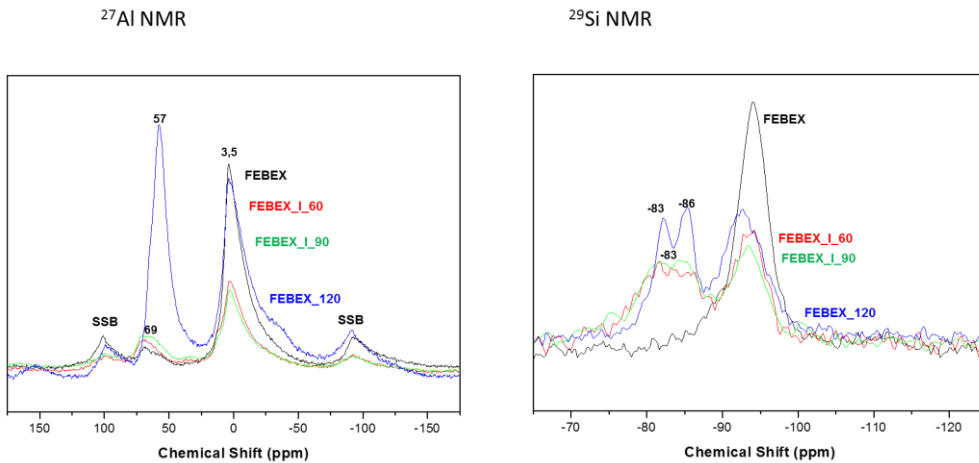 ²⁷Al NMR
57
3,5
FEBEX
FEBEX_I_60
FEBEX_I_90
FEBEX_120
SSB
69
SSB
150 100 50 0 -50 -100 -150
Chemical Shift (ppm)
²⁹Si NMR
FEBEX
-83
-86
-83
FEBEX_I_60
FEBEX_I_90
FEBEX_120
-70 -80 -90 -100 -110 -120
Chemical Shift (ppm)